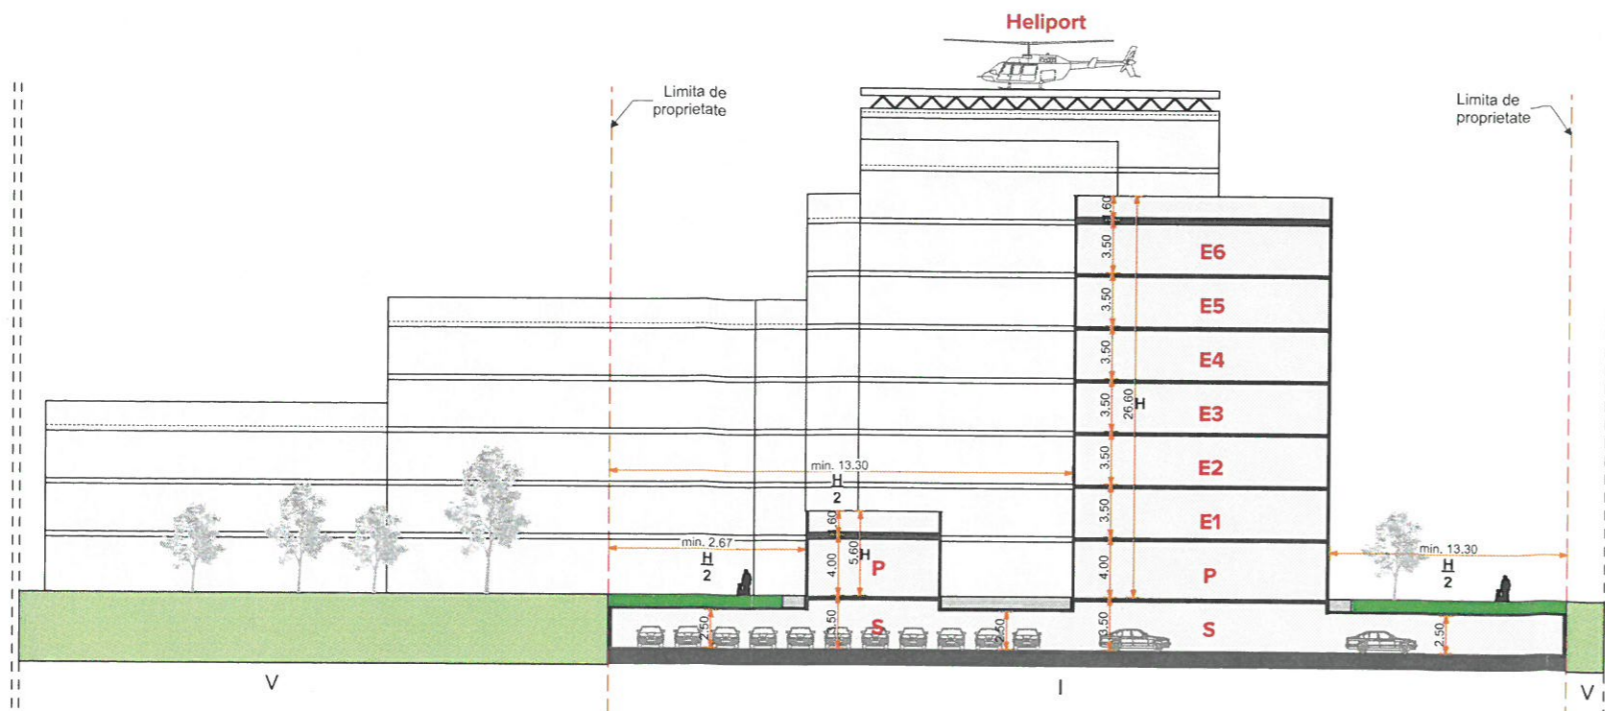 Heliport
Limita de
proprietate
Limita de
proprietate
1.60
3.50
E6
3.50
E5
3.50
E4
3.50
26.60
H
E3
min. 13.30
H
2
3.50
E2
3.50
E1
1.60
min. 2.67
H
2
4.00
5.60
H
P
4.00
P
min. 13.30
H
2
2.50
3.50
S
2.50
3.50
S
2.50
V
I
V